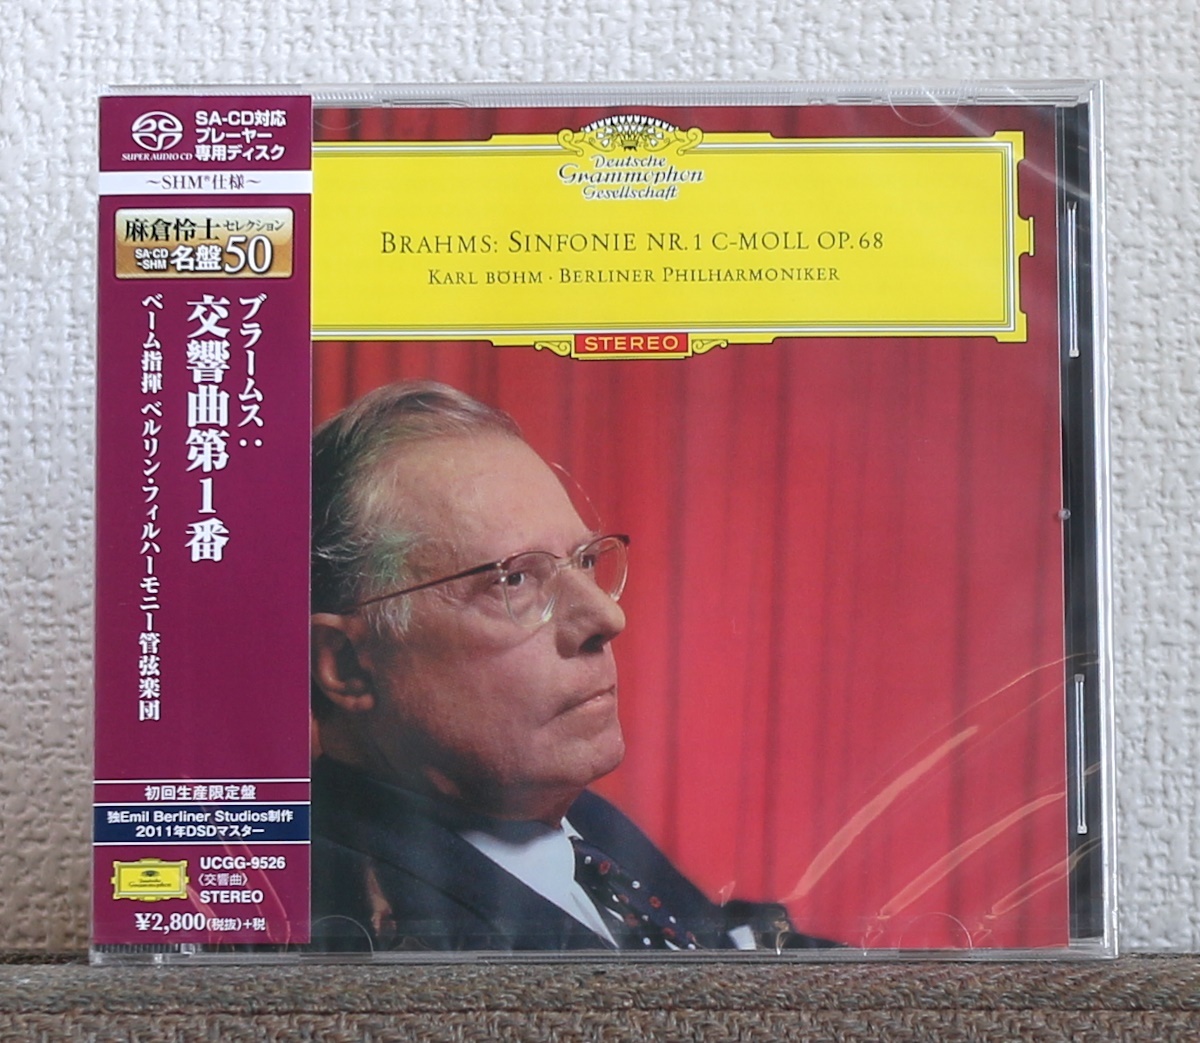 SUPER AUDIO CD
SA-CD対応
プレーヤー
専用ディスク
～SHM®仕様～
麻倉怜士セレクション
SA-CD
~SHM
名盤50
ブラームス:
交響曲第1番
ベーム指揮 ベルリン・フィルハーモニー管弦楽団
初回生産限定盤
独Emil Berliner Studios制作
2011年DSDマスター
Deutsche
Grammophon
UCGG-9526
〈交響曲〉
STEREO
¥2,800(税抜)+税
Deutsche
Grammophon
Gesellschaft
BRAHMS: SINFONIE NR. 1 C-MOLL OP. 68
KARL BÖHM · BERLINER PHILHARMONIKER
STEREO